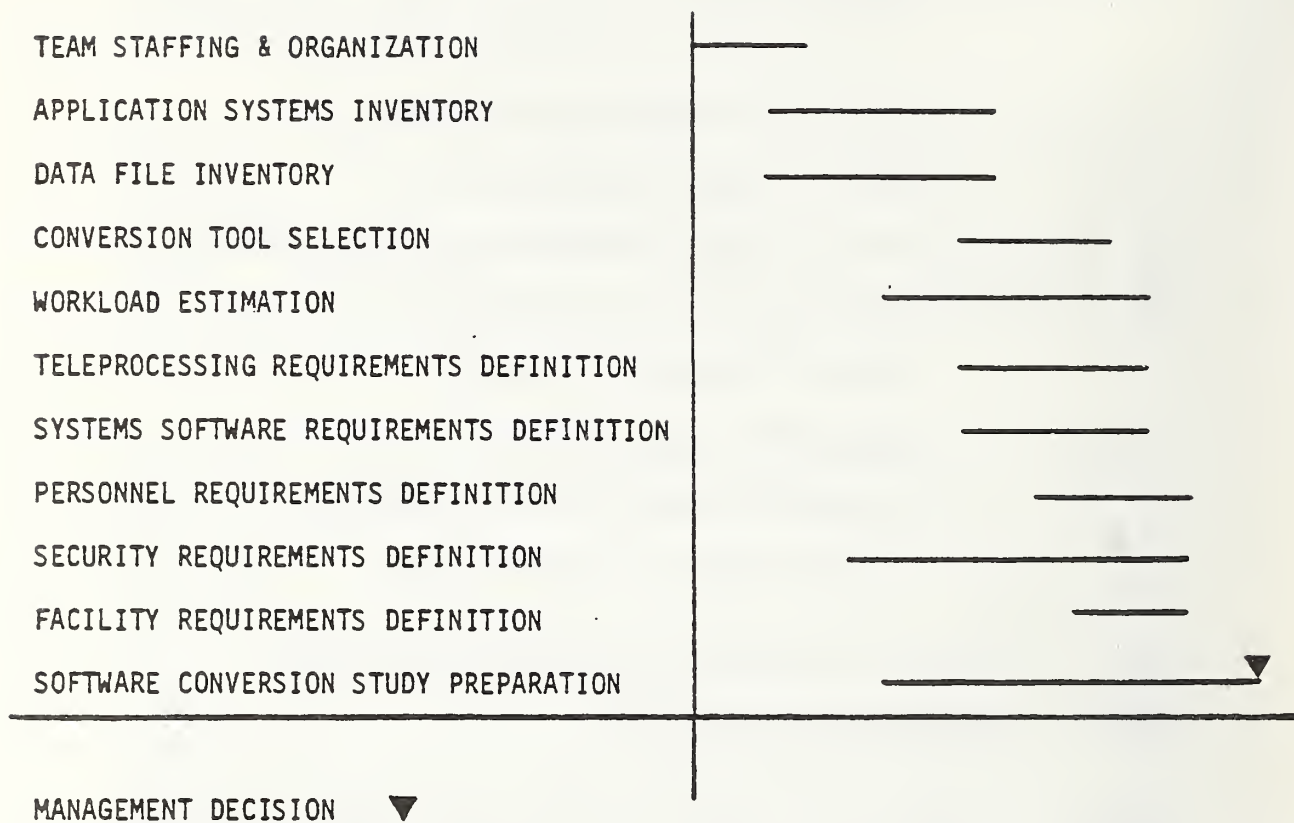 TEAM STAFFING & ORGANIZATION
APPLICATION SYSTEMS INVENTORY
DATA FILE INVENTORY
CONVERSION TOOL SELECTION
WORKLOAD ESTIMATION
TELEPROCESSING REQUIREMENTS DEFINITION
SYSTEMS SOFTWARE REQUIREMENTS DEFINITION
PERSONNEL REQUIREMENTS DEFINITION
SECURITY REQUIREMENTS DEFINITION
FACILITY REQUIREMENTS DEFINITION
SOFTWARE CONVERSION STUDY PREPARATION
MANAGEMENT DECISION ▼